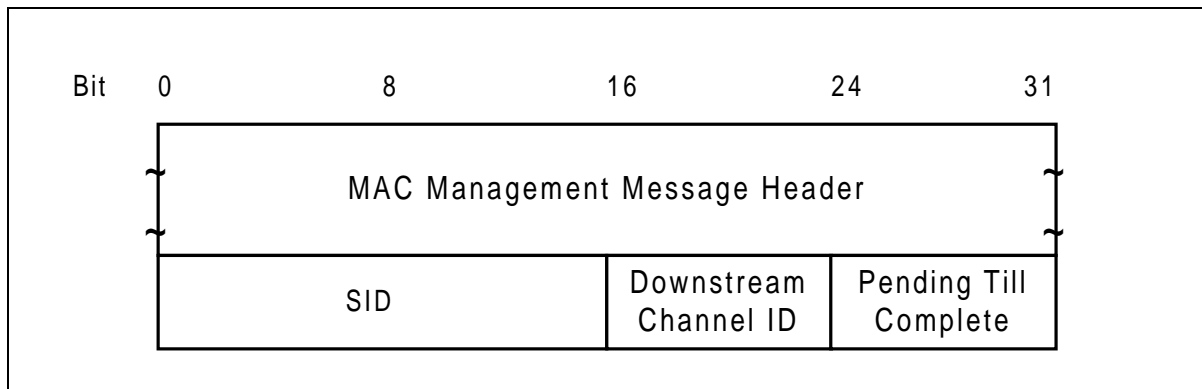 Bit 0 8 16 24 31
MAC Management Message Header
SID
Downstream
Channel ID
Pending Till
Complete